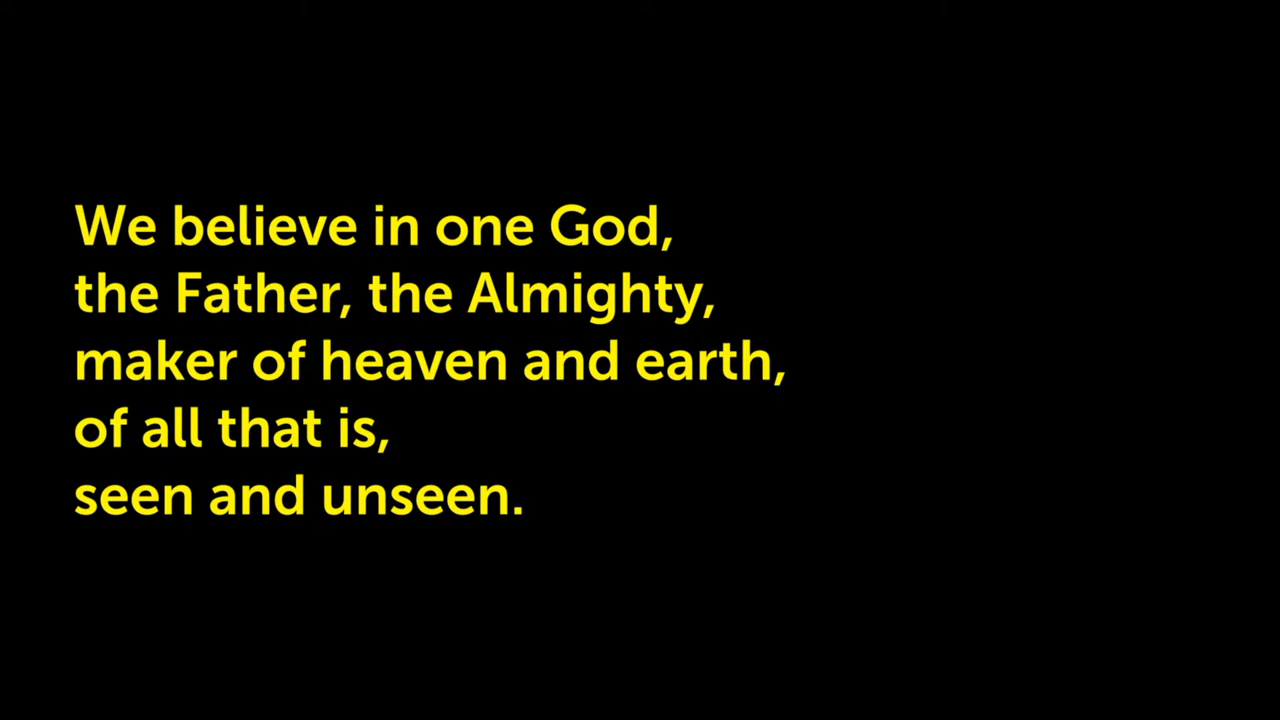 We believe in one God,
the Father, the Almighty,
maker of heaven and earth,
of all that is,
seen and unseen.